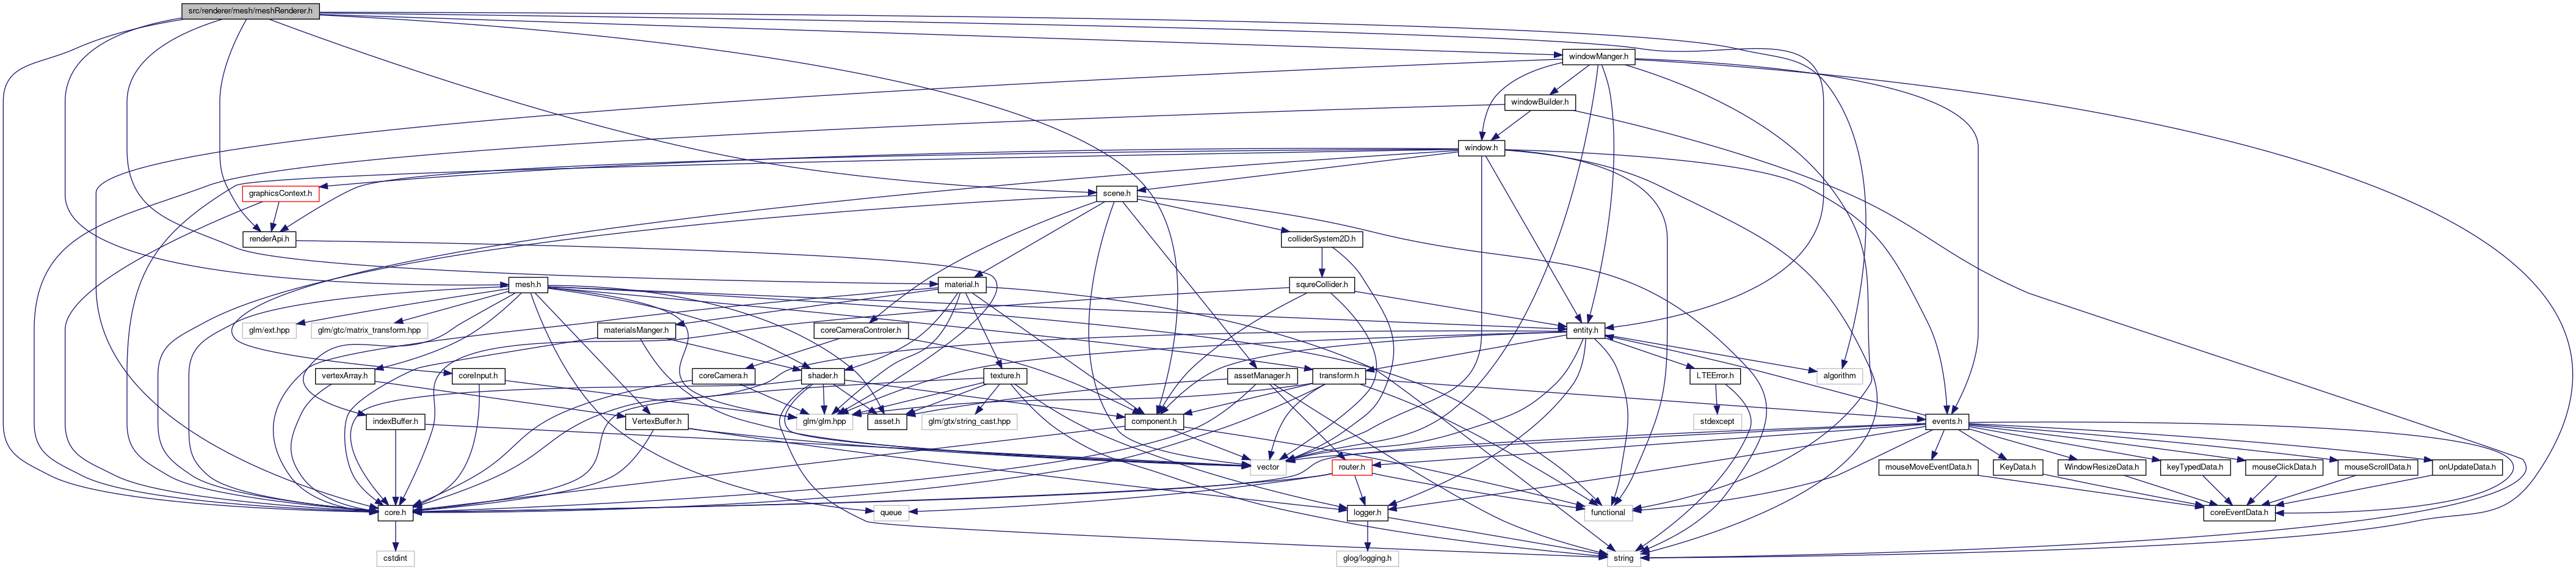 src/renderer/mesh/meshRenderer.h
windowManger.h
windowBuilder.h
window.h
graphicsContext.h
scene.h
renderApi.h
colliderSystem2D.h
mesh.h
material.h
squreCollider.h
glm/ext.hpp
glm/gtc/matrix_transform.hpp
materialsManger.h
coreCameraControler.h
entity.h
vertexArray.h
coreInput.h
coreCamera.h
shader.h
texture.h
assetManager.h
transform.h
LTEError.h
algorithm
indexBuffer.h
VertexBuffer.h
glm/glm.hpp
asset.h
glm/gtx/string_cast.hpp
component.h
stdexcept
events.h
vector
router.h
mouseMoveEventData.h
KeyData.h
WindowResizeData.h
keyTypedData.h
mouseClickData.h
mouseScrollData.h
onUpdateData.h
core.h
queue
logger.h
functional
coreEventData.h
cstdint
glog/logging.h
string